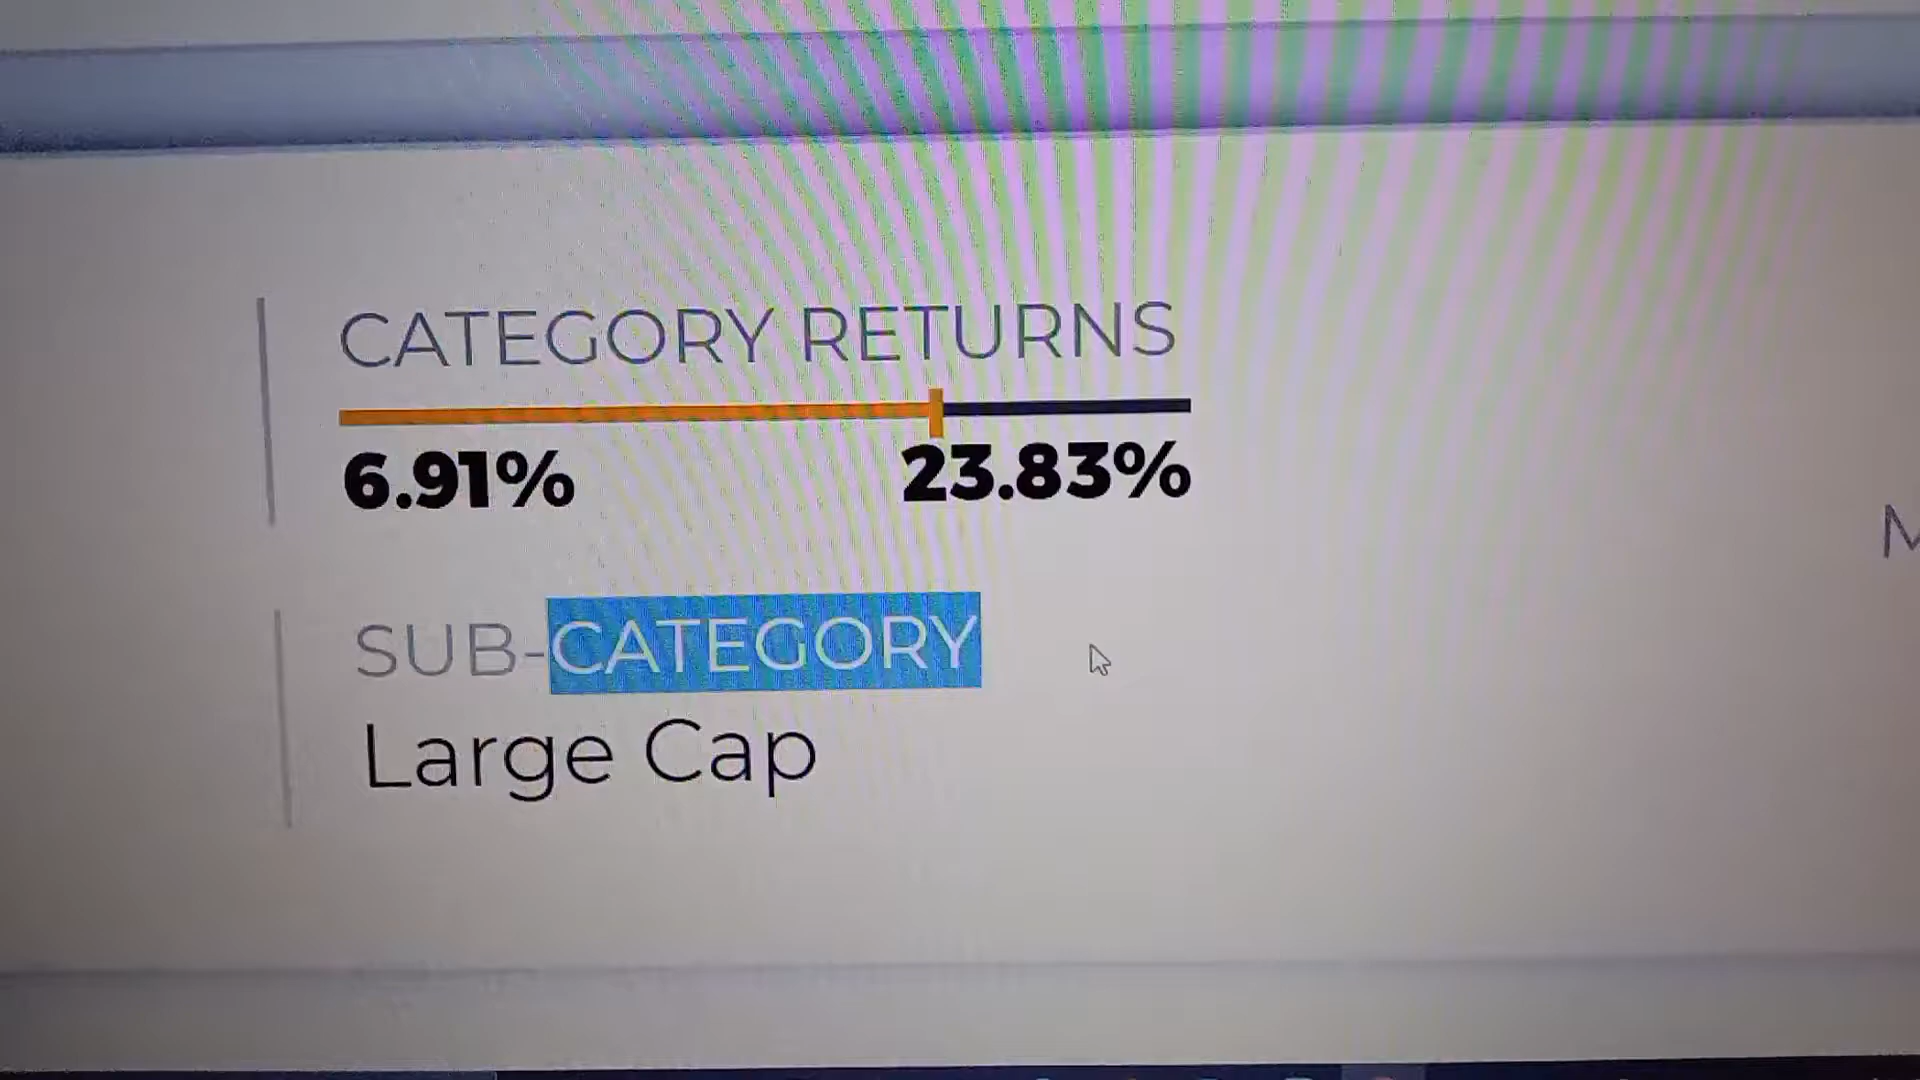 CATEGORY RETURNS
6.91% 23.83%
SUB-CATEGORY
Large Cap